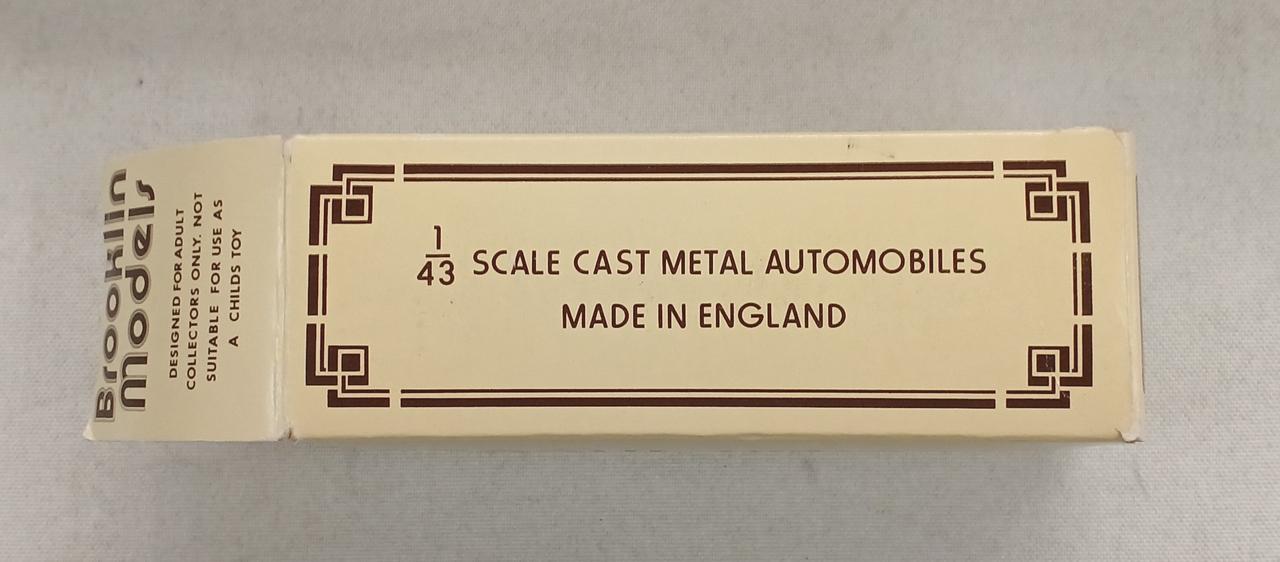 Brooklin
Models
DESIGNED FOR ADULT
COLLECTORS ONLY. NOT
SUITABLE FOR USE AS
A CHILDS TOY
1/43 SCALE CAST METAL AUTOMOBILES
MADE IN ENGLAND